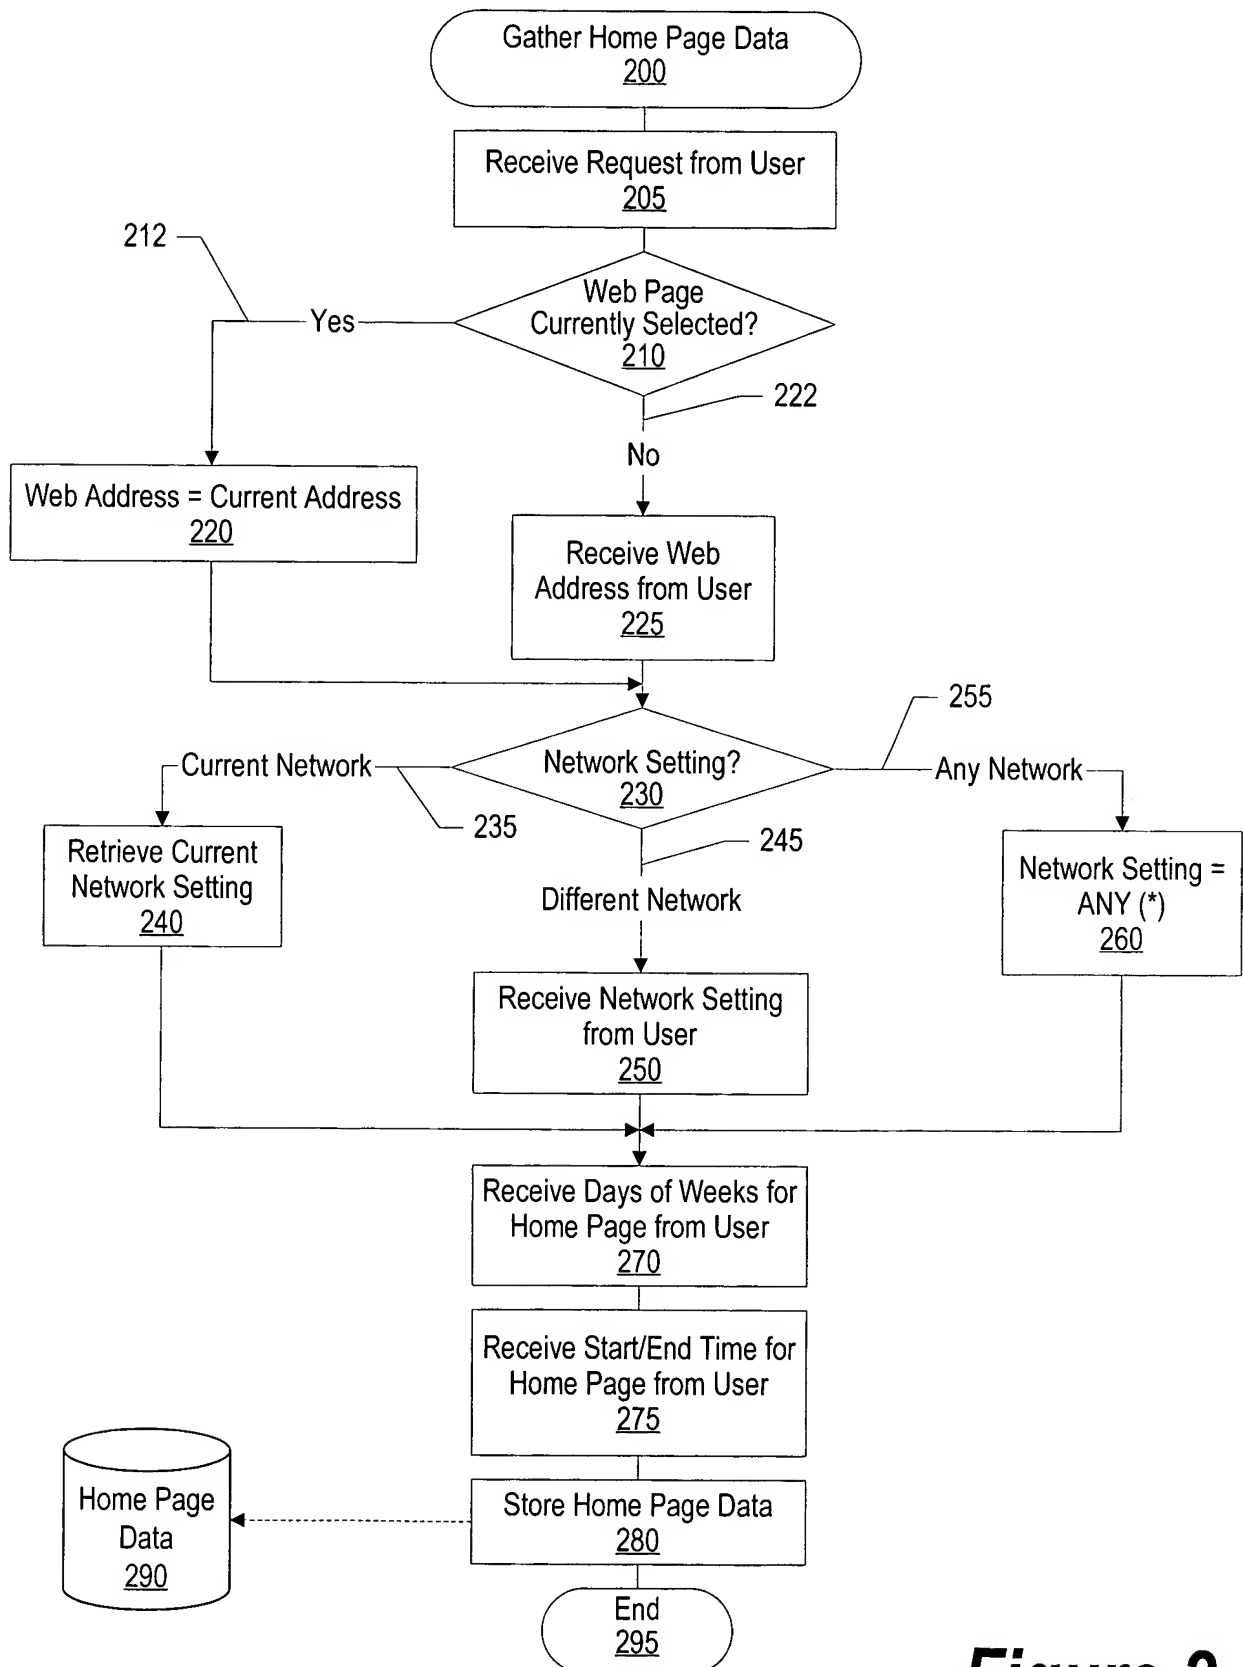 Gather Home Page Data
200
Receive Request from User
205
212
Web Page
Currently Selected?
210
Yes
222
No
Web Address = Current Address
220
Receive Web
Address from User
225
255
Network Setting?
230
Current Network
Any Network
235
245
Retrieve Current
Network Setting
240
Different Network
Network Setting =
ANY (*)
260
Receive Network Setting
from User
250
Receive Days of Weeks for
Home Page from User
270
Receive Start/End Time for
Home Page from User
275
Home Page
Data
290
Store Home Page Data
280
End
295
Figure